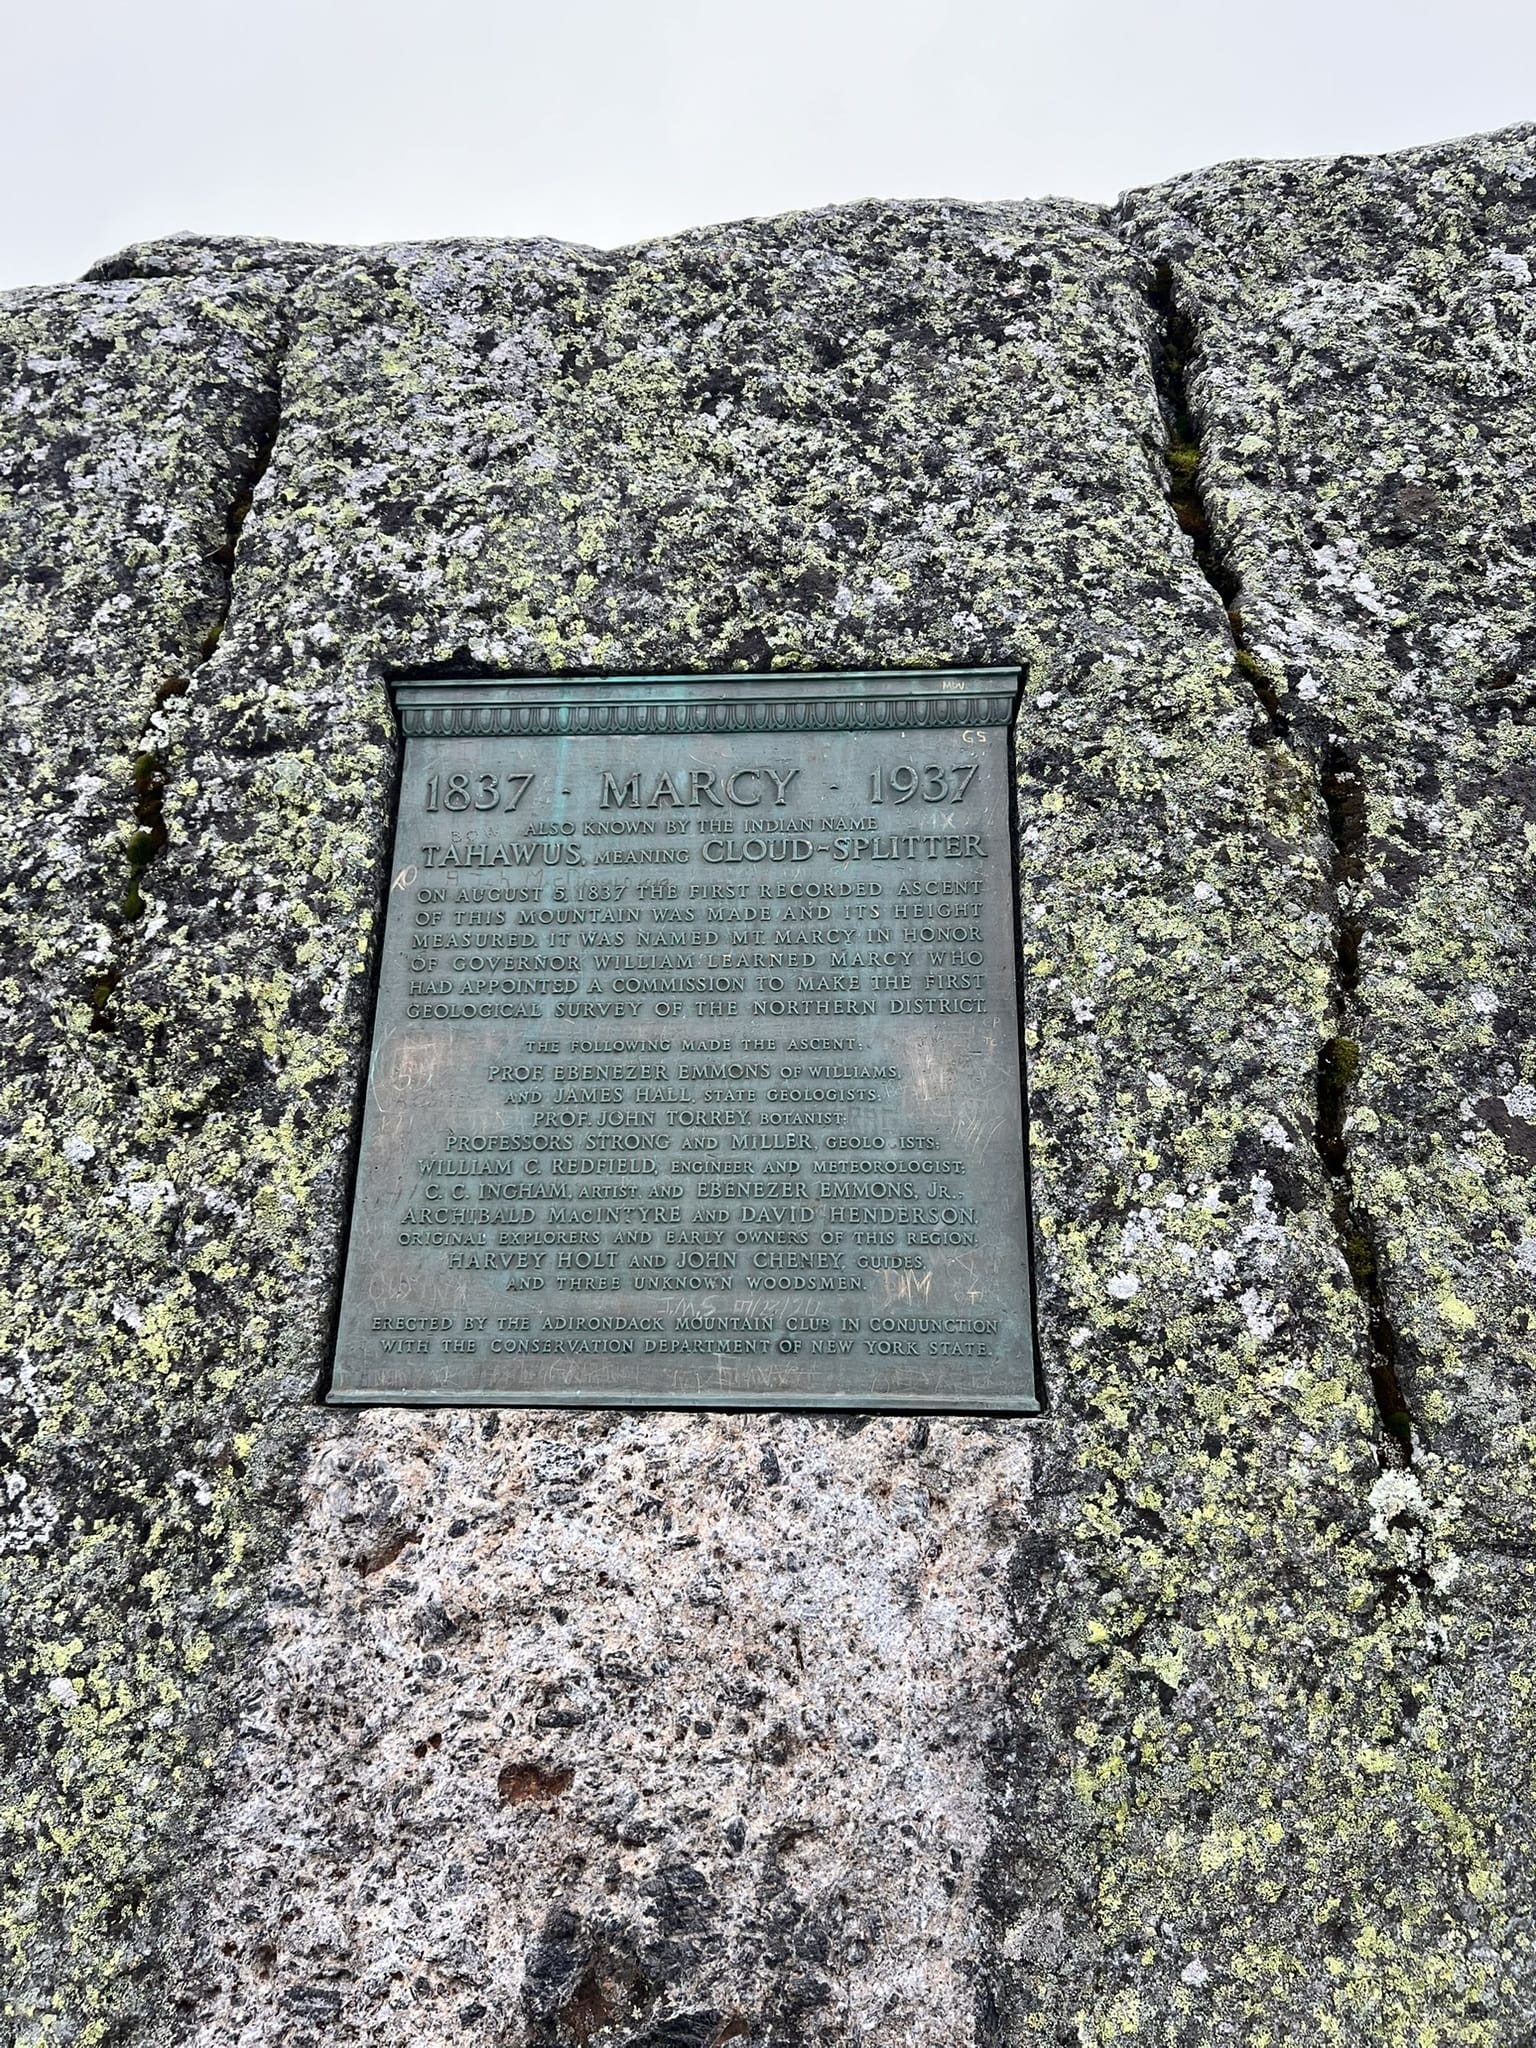 MW
GS
1837 · MARCY · 1937
ALSO KNOWN BY THE INDIAN NAME
TAHAWUS, MEANING CLOUD-SPLITTER
ON AUGUST 5, 1837 THE FIRST RECORDED ASCENT
OF THIS MOUNTAIN WAS MADE AND ITS HEIGHT
MEASURED. IT WAS NAMED MT. MARCY IN HONOR
OF GOVERNOR WILLIAM LEARNED MARCY WHO
HAD APPOINTED A COMMISSION TO MAKE THE FIRST
GEOLOGICAL SURVEY OF THE NORTHERN DISTRICT.
THE FOLLOWING MADE THE ASCENT:
PROF. EBENEZER EMMONS OF WILLIAMS,
AND JAMES HALL, STATE GEOLOGISTS;
PROF. JOHN TORREY, BOTANIST;
PROFESSORS STRONG AND MILLER, GEOLO ISTS;
WILLIAM C. REDFIELD, ENGINEER AND METEOROLOGIST;
C. C. INGHAM, ARTIST, AND EBENEZER EMMONS, JR.,
ARCHIBALD MACINTYRE AND DAVID HENDERSON,
ORIGINAL EXPLORERS AND EARLY OWNERS OF THIS REGION,
HARVEY HOLT AND JOHN CHENEY, GUIDES,
AND THREE UNKNOWN WOODSMEN.
DM
J.M.S
ERECTED BY THE ADIRONDACK MOUNTAIN CLUB IN CONJUNCTION
WITH THE CONSERVATION DEPARTMENT OF NEW YORK STATE.